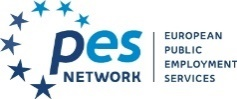 pes
NETWORK
EUROPEAN
PUBLIC
EMPLOYMENT
SERVICES